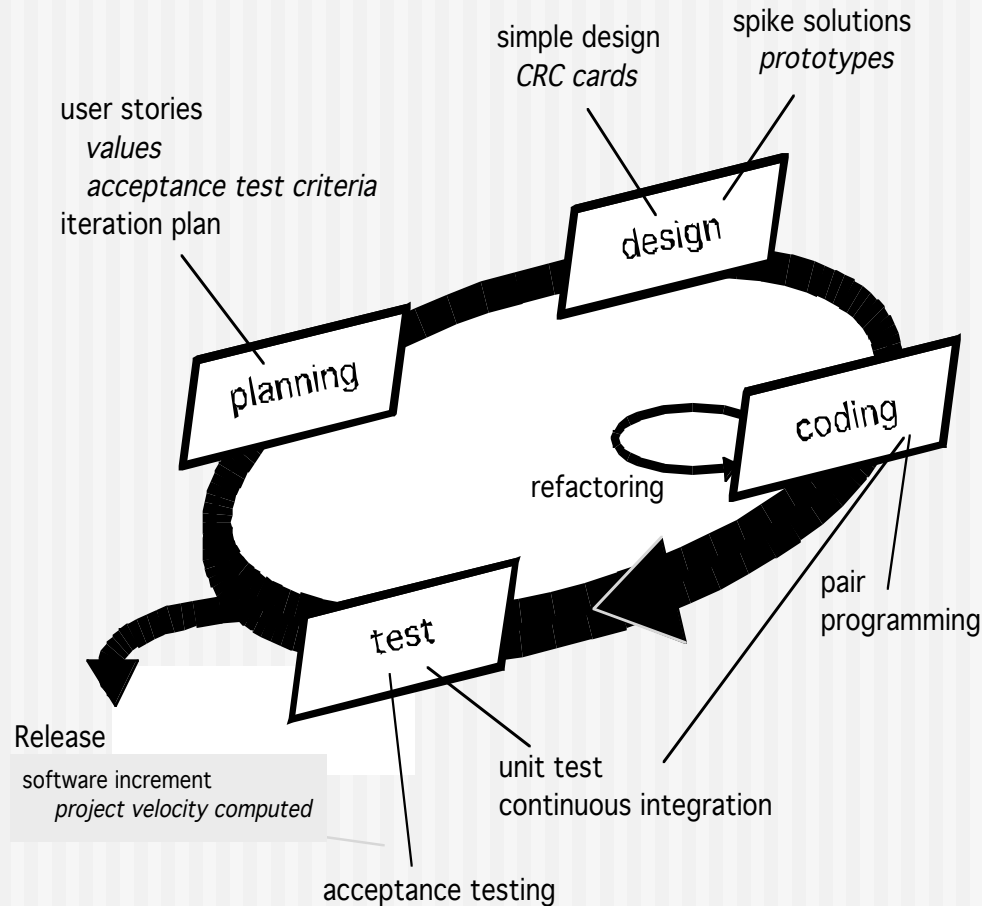 spike solutions
prototypes
simple design
CRC cards
user stories
values
acceptance test criteria
iteration plan
design
planning
coding
refactoring
pair
programming
test
Release
software increment
project velocity computed
unit test
continuous integration
acceptance testing